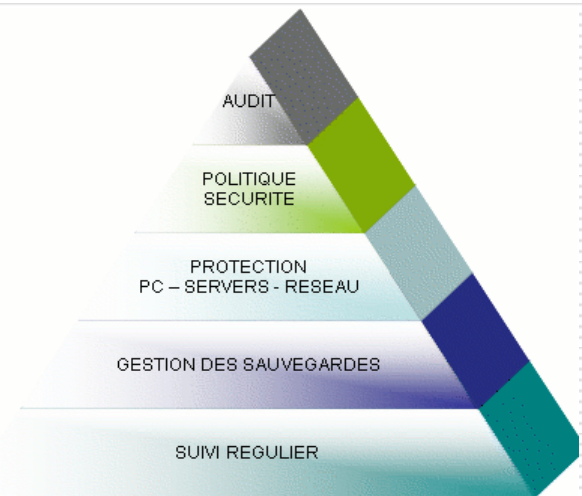 AUDIT
POLITIQUE
SECURITE
PROTECTION
PC – SERVERS - RESEAU
GESTION DES SAUVEGARDES
SUIVI REGULIER